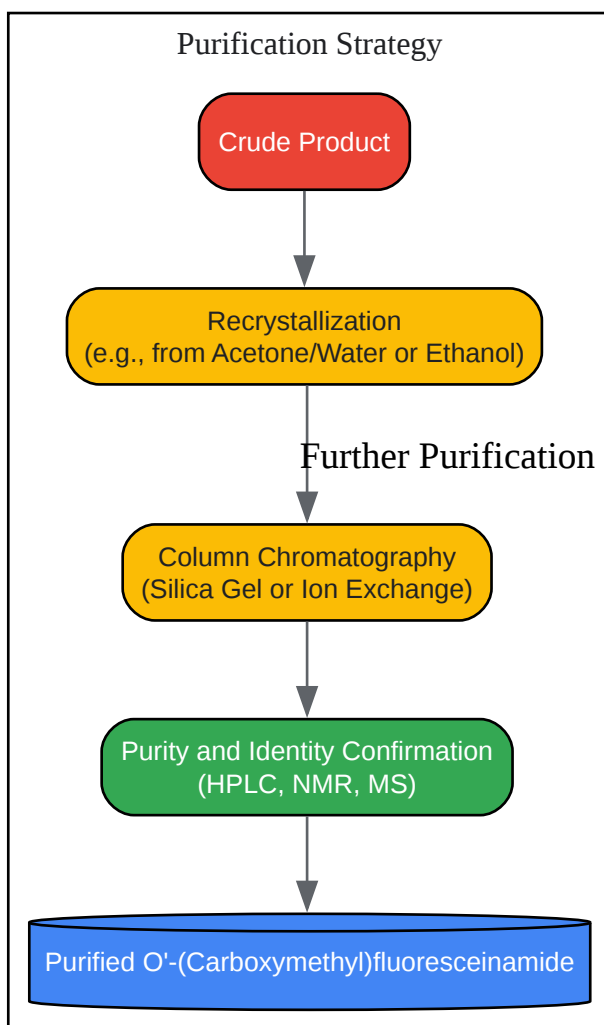 Purification Strategy
Crude Product
Recrystallization
(e.g., from Acetone/Water or Ethanol)
Further Purification
Column Chromatography
(Silica Gel or Ion Exchange)
Purity and Identity Confirmation
(HPLC, NMR, MS)
Purified O'-(Carboxymethyl)fluoresceinamide